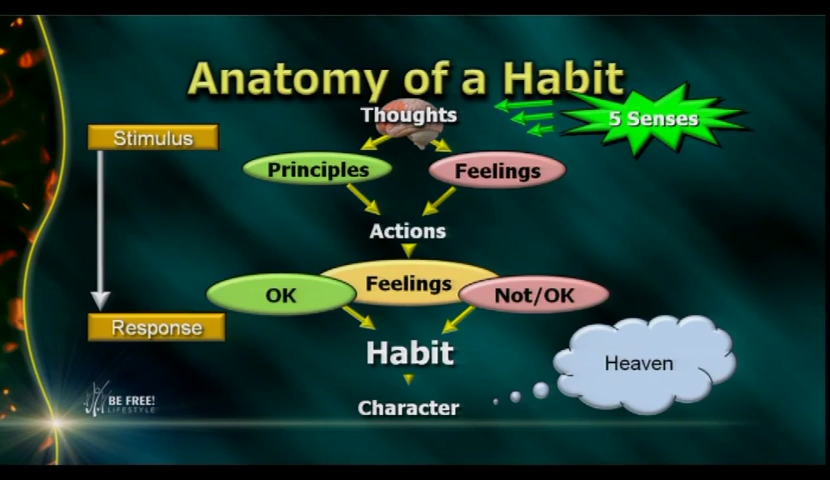 Anatomy of a Habit
Thoughts
5 Senses
Stimulus
Principles
Feelings
Actions
Feelings
OK
Not/OK
Response
Habit
Heaven
Character
BE FREE!
LIFESTYLE